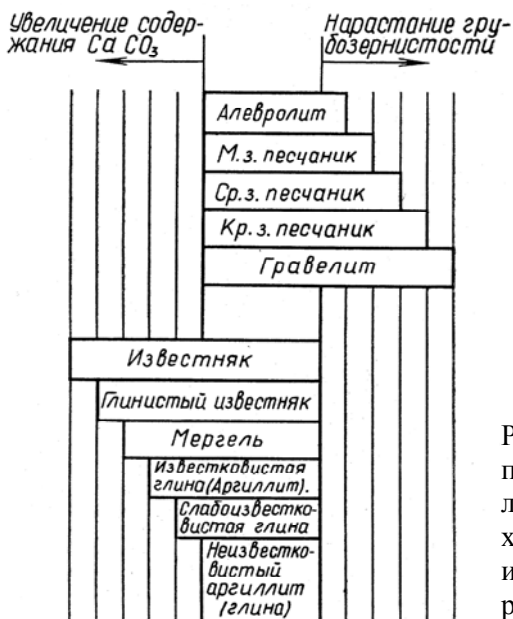 Увеличение содер-
жания Ca CO₃
Нарастание гру-
бозернистости
Алевролит
М.з. песчаник
Ср.з. песчаник
Кр.з. песчаник
Гравелит
Известняк
Глинистый известняк
Мергель
Известковистая
глина(Аргиллит).
Слабоизвестко-
вистая глина
Неизвестко-
вистый
аргиллит
(глина)
Р
п
л
х
и
р